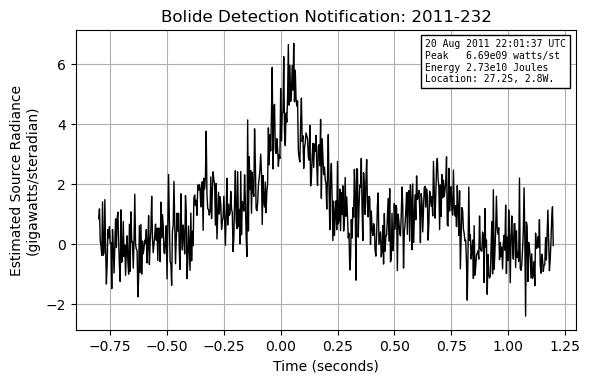 Bolide Detection Notification: 2011-232
20 Aug 2011 22:01:37 UTC
Peak   6.69e09 watts/st
Energy 2.73e10 Joules
Location: 27.2S, 2.8W.
Estimated Source Radiance
(gigawatts/steradian)
6
4
2
0
−2
−0.75 −0.50 −0.25 0.00 0.25 0.50 0.75 1.00 1.25
Time (seconds)